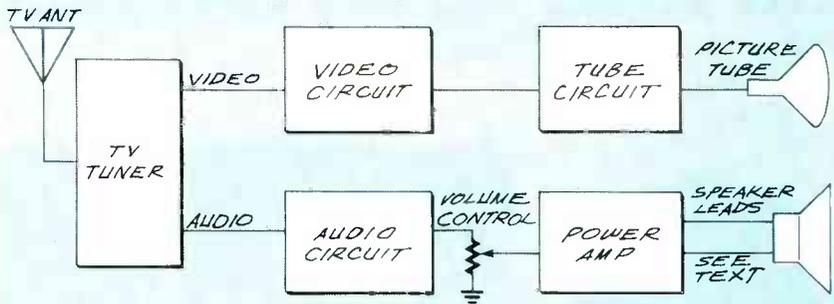 TV ANT
TV
TUNER
VIDEO
VIDEO
CIRCUIT
TUBE
CIRCUIT
PICTURE
TUBE
AUDIO
AUDIO
CIRCUIT
VOLUME
CONTROL
POWER
AMP
SPEAKER
LEADS
SEE
TEXT